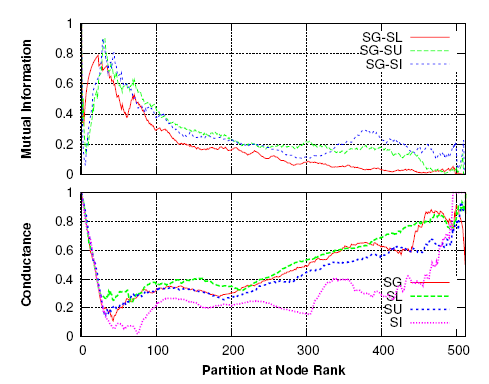 1
SG-SL
0.8
SG-SU
SG-SI
0.6
0.4
0.2
0
Mutual Information
1
0.8
0.6
0.4
0.2
0
Conductance
SG
SL
SU
SI
0 100 200 300 400 500
Partition at Node Rank